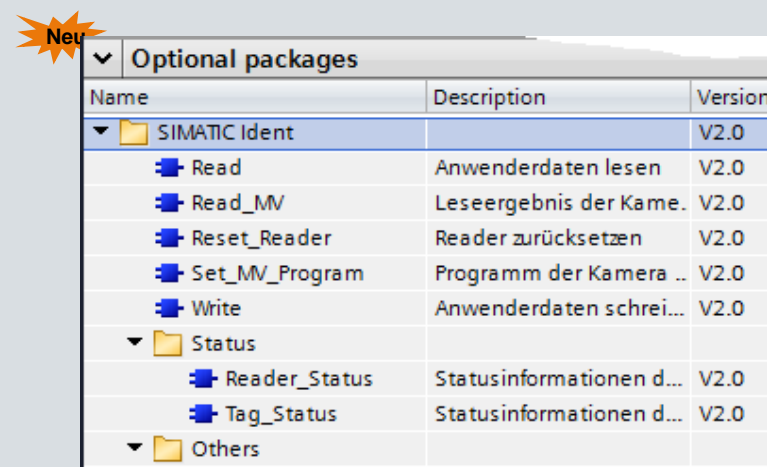 Neu
Optional packages
Name Description Version
SIMATIC Ident V2.0
Read Anwenderdaten lesen V2.0
Read_MV Leseergebnis der Kame. V2.0
Reset_Reader Reader zurücksetzen V2.0
Set_MV_Program Programm der Kamera .. V2.0
Write Anwenderdaten schrei... V2.0
Status
Reader_Status Statusinformationen d... V2.0
Tag_Status Statusinformationen d... V2.0
Others